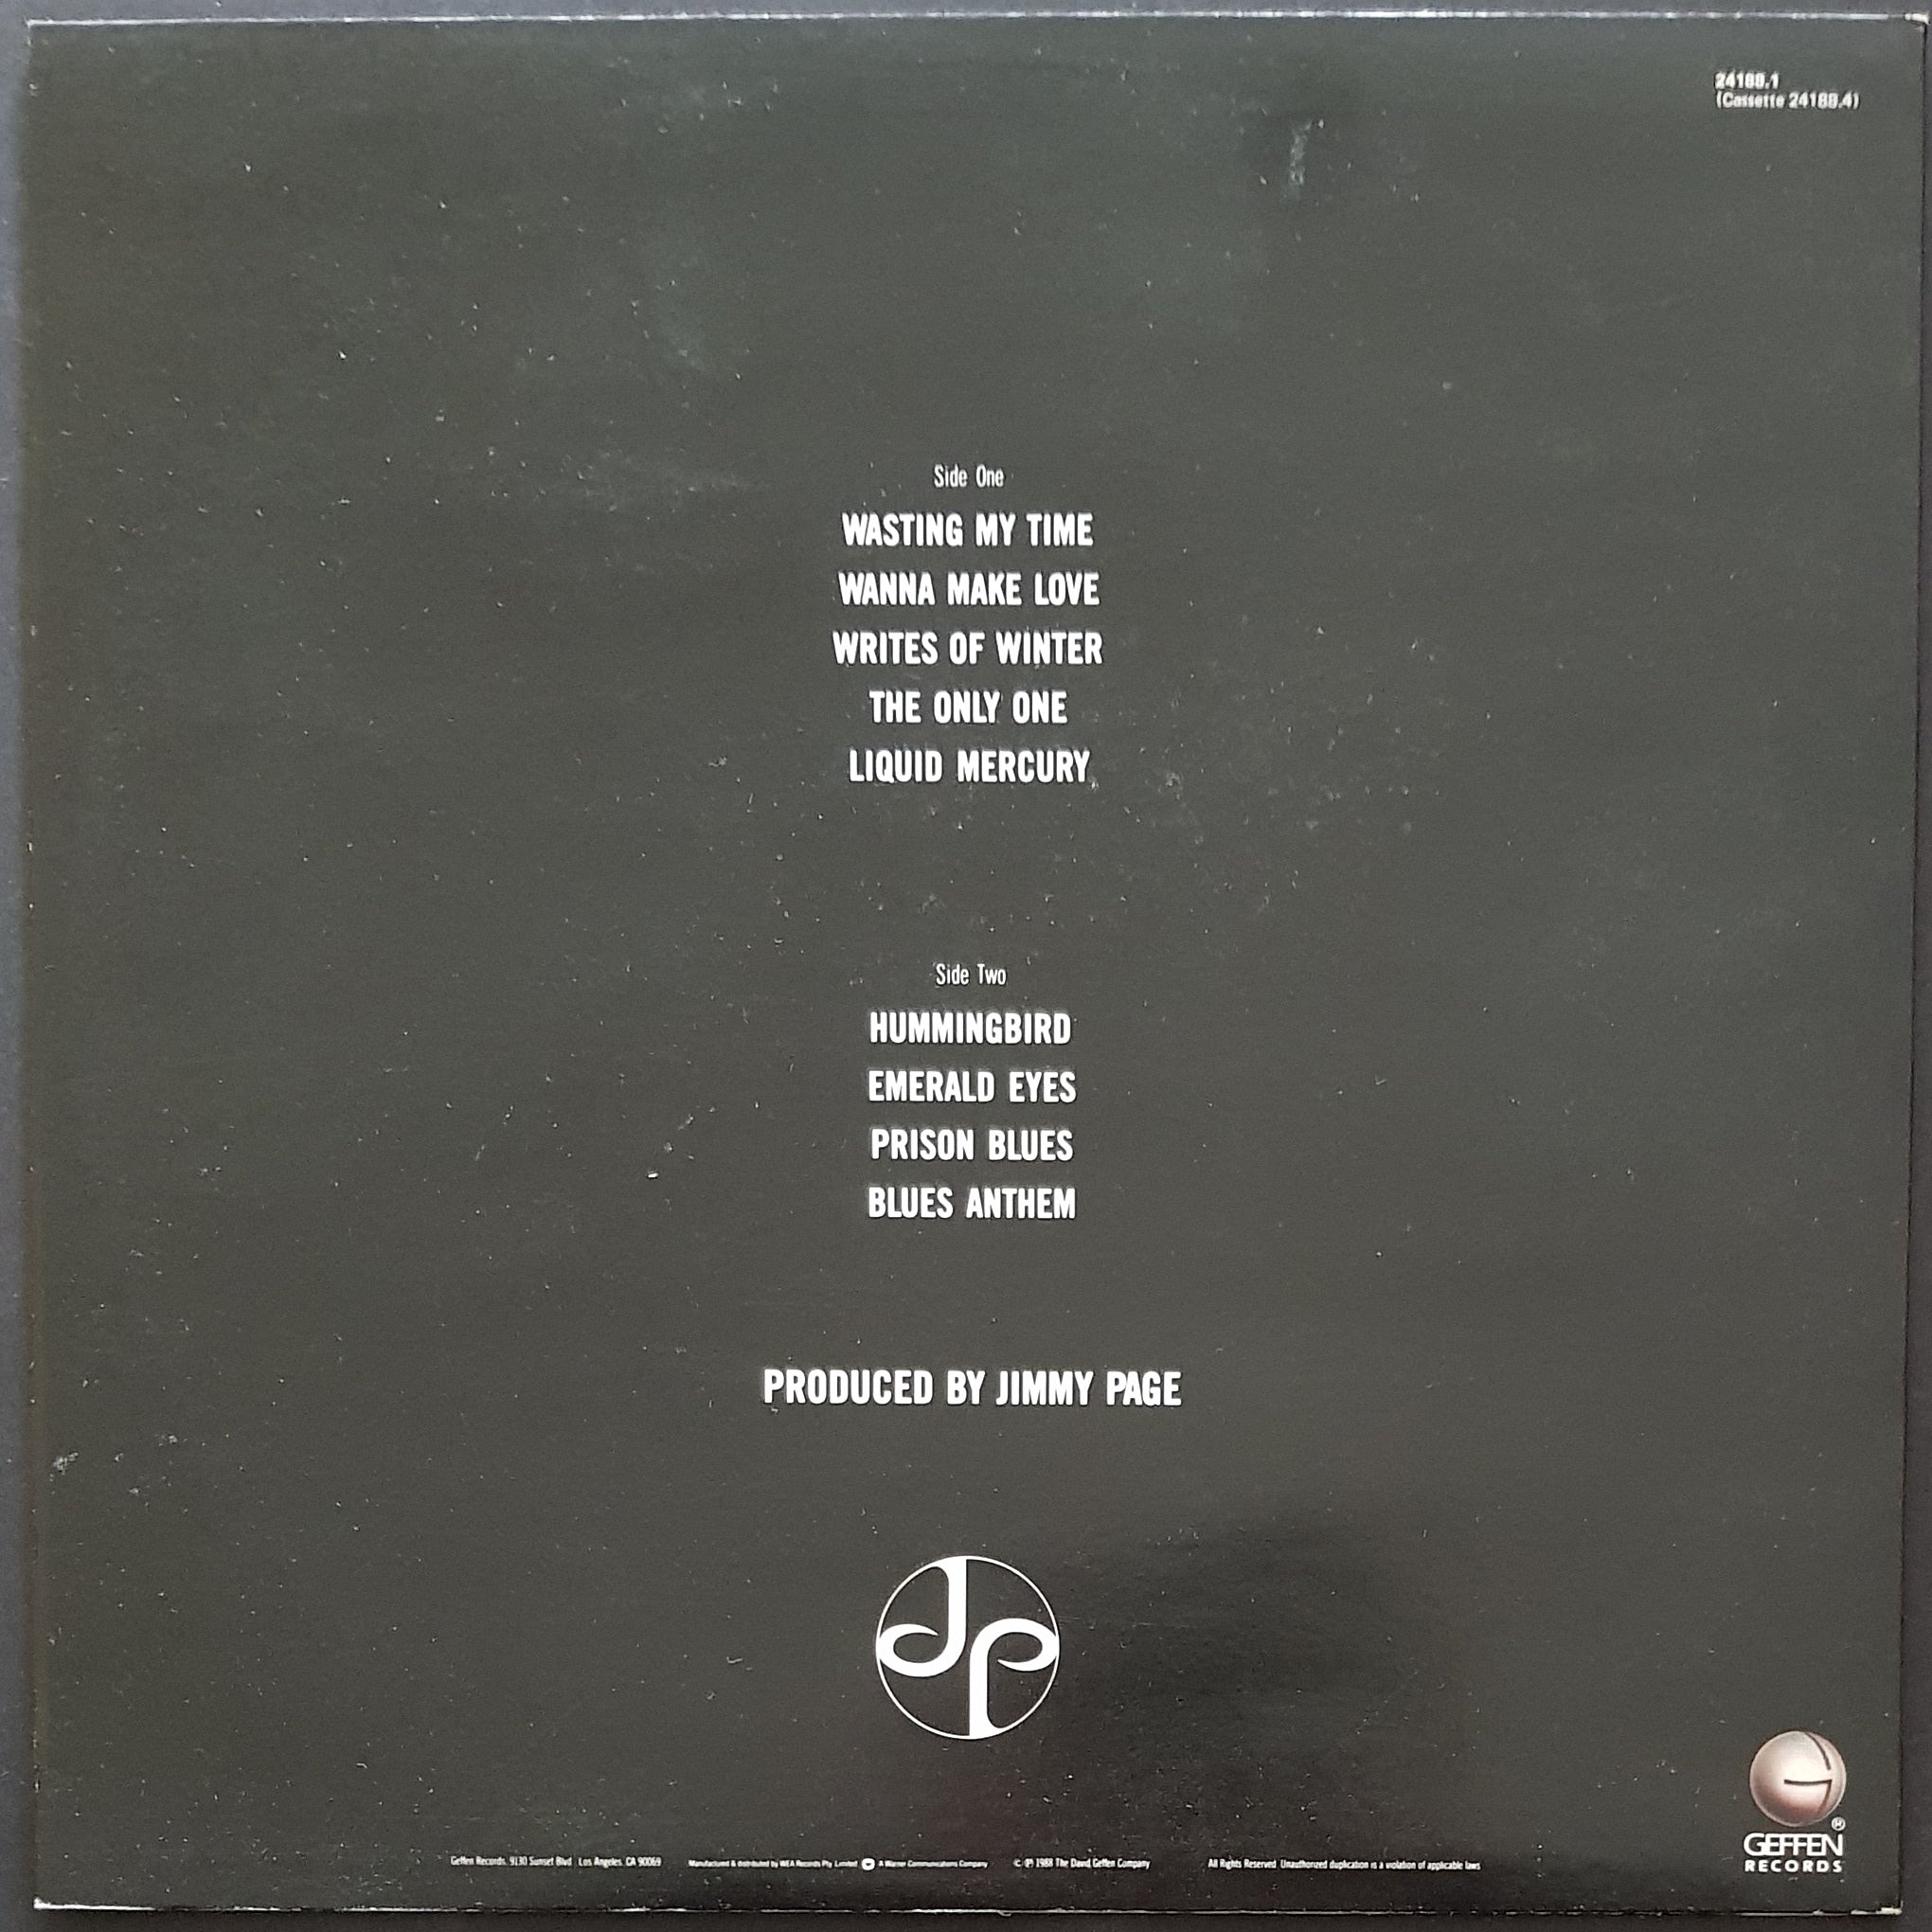 24188.1
(Cassette 24188.4)
Side One
WASTING MY TIME
WANNA MAKE LOVE
WRITES OF WINTER
THE ONLY ONE
LIQUID MERCURY
Side Two
HUMMINGBIRD
EMERALD EYES
PRISON BLUES
BLUES ANTHEM
PRODUCED BY JIMMY PAGE
JP
G
®
GEFFEN
RECORDS
Geffen Records, 9130 Sunset Blvd Los Angeles, CA 90069 Manufactured & distributed by WEA Records Pty. Limited A Warner Communications Company © ℗ 1988 The David Geffen Company All Rights Reserved. Unauthorized duplication is a violation of applicable laws